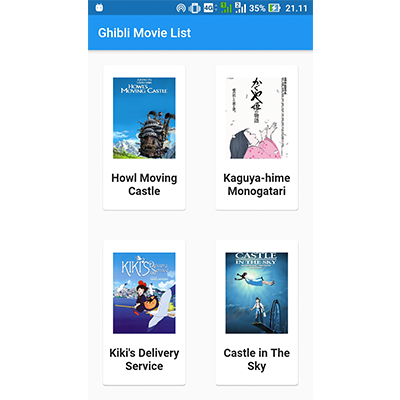 4G 35% 21.11
Ghibli Movie List
HOWL'S
MOVING CASTLE
Howl Moving
Castle
かぐや姫の物語
Kaguya-hime
Monogatari
KIKI'S Delivery
Service
Kiki's Delivery
Service
CASTLE
IN THE SKY
Castle in The
Sky